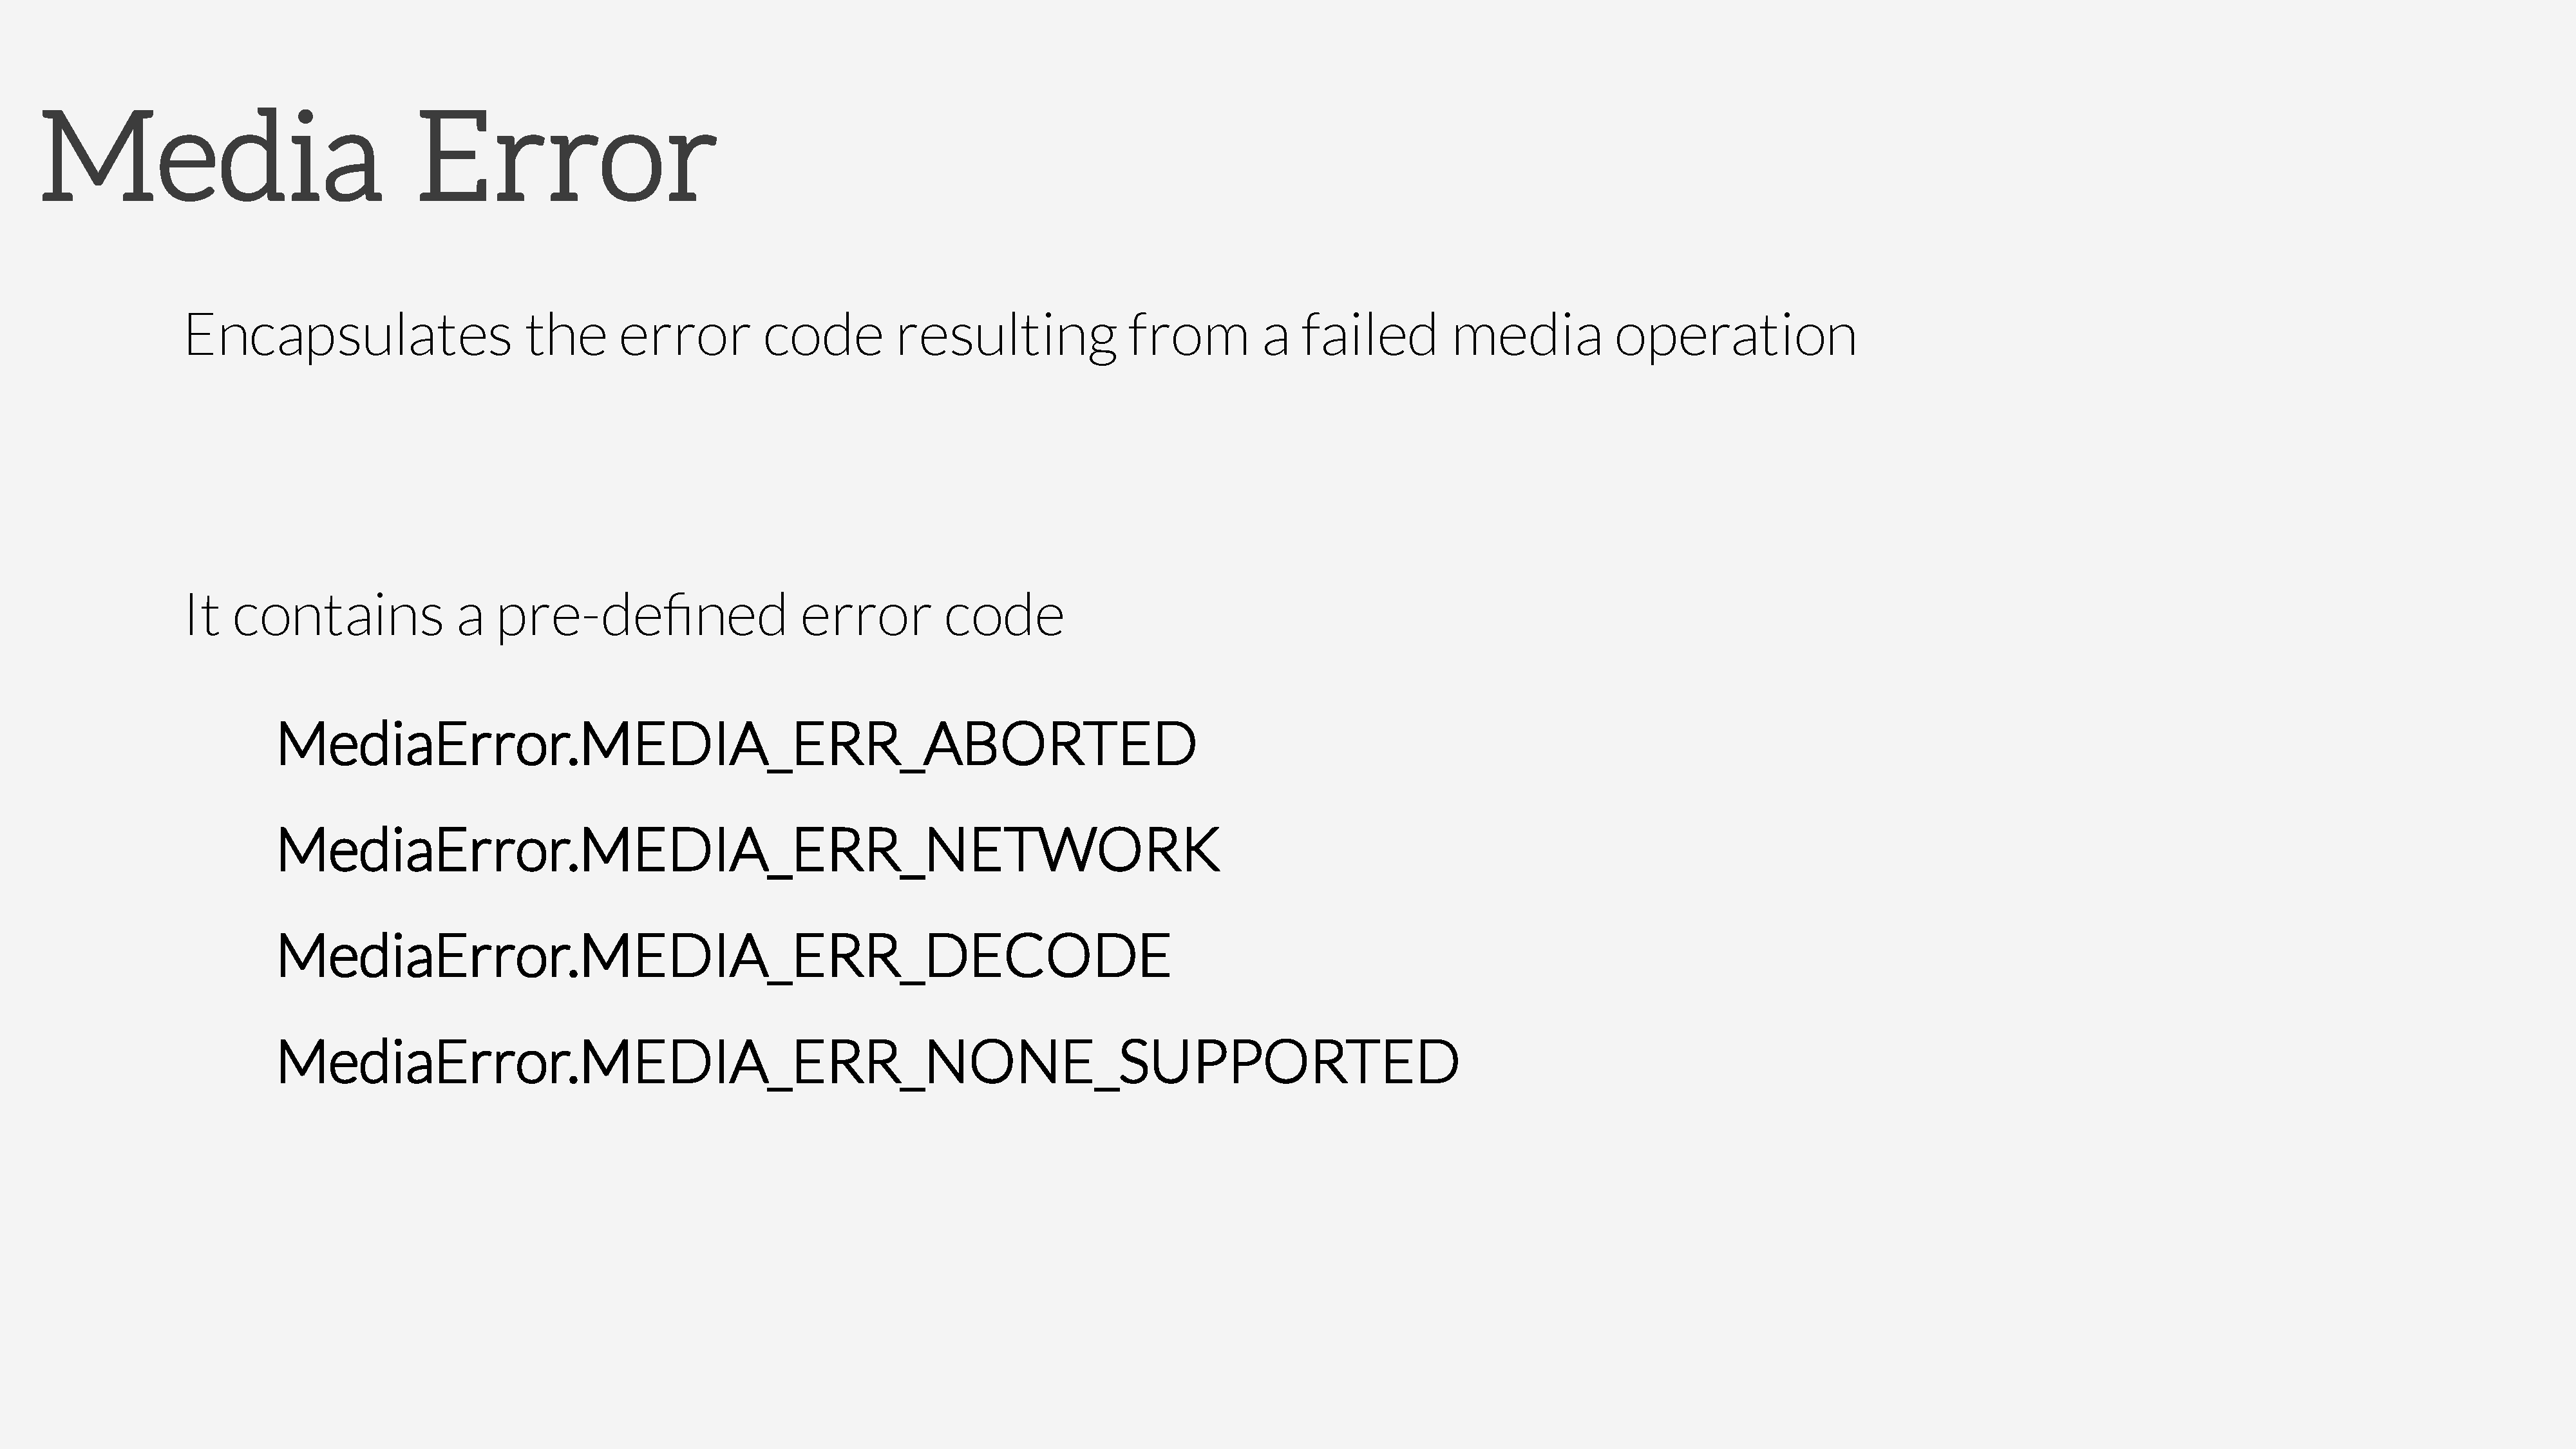 Media Error
Encapsulates the error code resulting from a failed media operation
It contains a pre-defined error code
MediaError.MEDIA_ERR_ABORTED
MediaError.MEDIA_ERR_NETWORK
MediaError.MEDIA_ERR_DECODE
MediaError.MEDIA_ERR_NONE_SUPPORTED